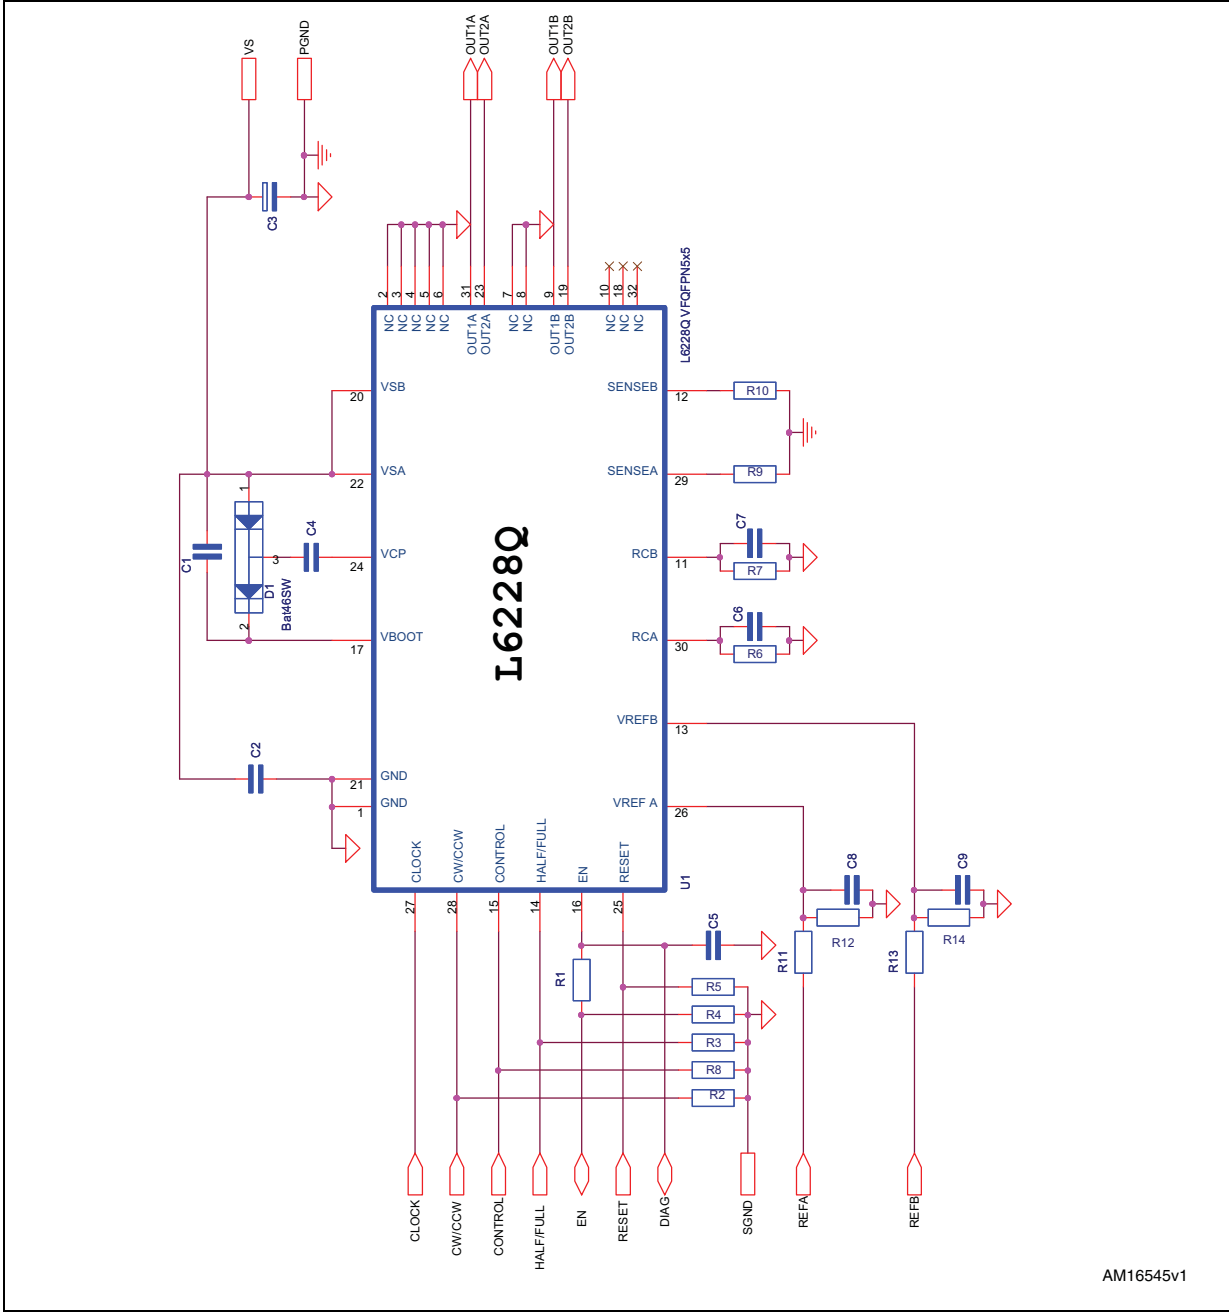 VS
PGND
OUT1A
OUT2A
OUT1B
OUT2B
C3
2
3
4
5
6
31
23
7
8
9
19
10
18
32
NC
NC
NC
NC
NC
OUT1A
OUT2A
NC
NC
OUT1B
OUT2B
NC
NC
NC
L6228Q VFQFPN5x5
20
VSB
SENSEB
12
R10
22
VSA
SENSEA
29
R9
1
C1
3
C4
24
VCP
RCB
11
C7
R7
D1
Bat46SW
2
17
VBOOT
RCA
30
C6
R6
L6228Q
C2
21
GND
1
GND
VREFB
13
VREF A
26
CLOCK
CW/CCW
CONTROL
HALF/FULL
EN
RESET
U1
27
28
15
14
16
25
C8
C9
R12
R14
R11
R13
C5
R1
R5
R4
R3
R8
R2
CLOCK
CW/CCW
CONTROL
HALF/FULL
EN
RESET
DIAG
SGND
REFA
REFB
AM16545v1